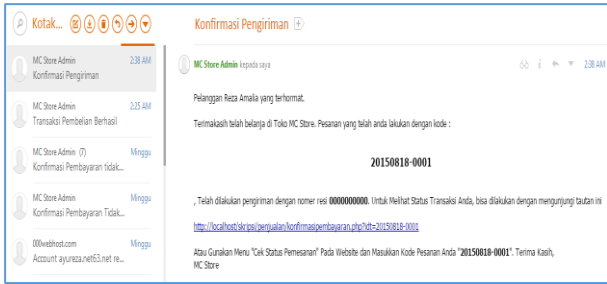 Kotak...
MC Store Admin 2:38 AM
Konfirmasi Pengiriman
MC Store Admin 2:25 AM
Transaksi Pembelian Berhasil
MC Store Admin (7) Minggu
Konfirmasi Pembayaran tidak...
MC Store Admin Minggu
Konfirmasi Pembayaran Tidak...
000webhost.com Minggu
Account ayureza.net63.net re...
Konfirmasi Pengiriman
MC Store Admin kepada saya 2:38 AM
Pelanggan Reza Amalia yang terhormat.
Terimakasih telah belanja di Toko MC Store. Pesanan yang telah anda lakukan dengan kode :
20150818-0001
, Telah dilakukan pengiriman dengan nomer resi 0000000000. Untuk Melihat Status Transaksi Anda, bisa dilakukan dengan mengunjungi tautan ini
http://localhost/skripsi/penjualan/konfirmasipembayaran.php?idt=20150818-0001
Atau Gunakan Menu "Cek Status Pemesanan" Pada Website dan Masukkan Kode Pesanan Anda "20150818-0001". Terima Kasih,
MC Store